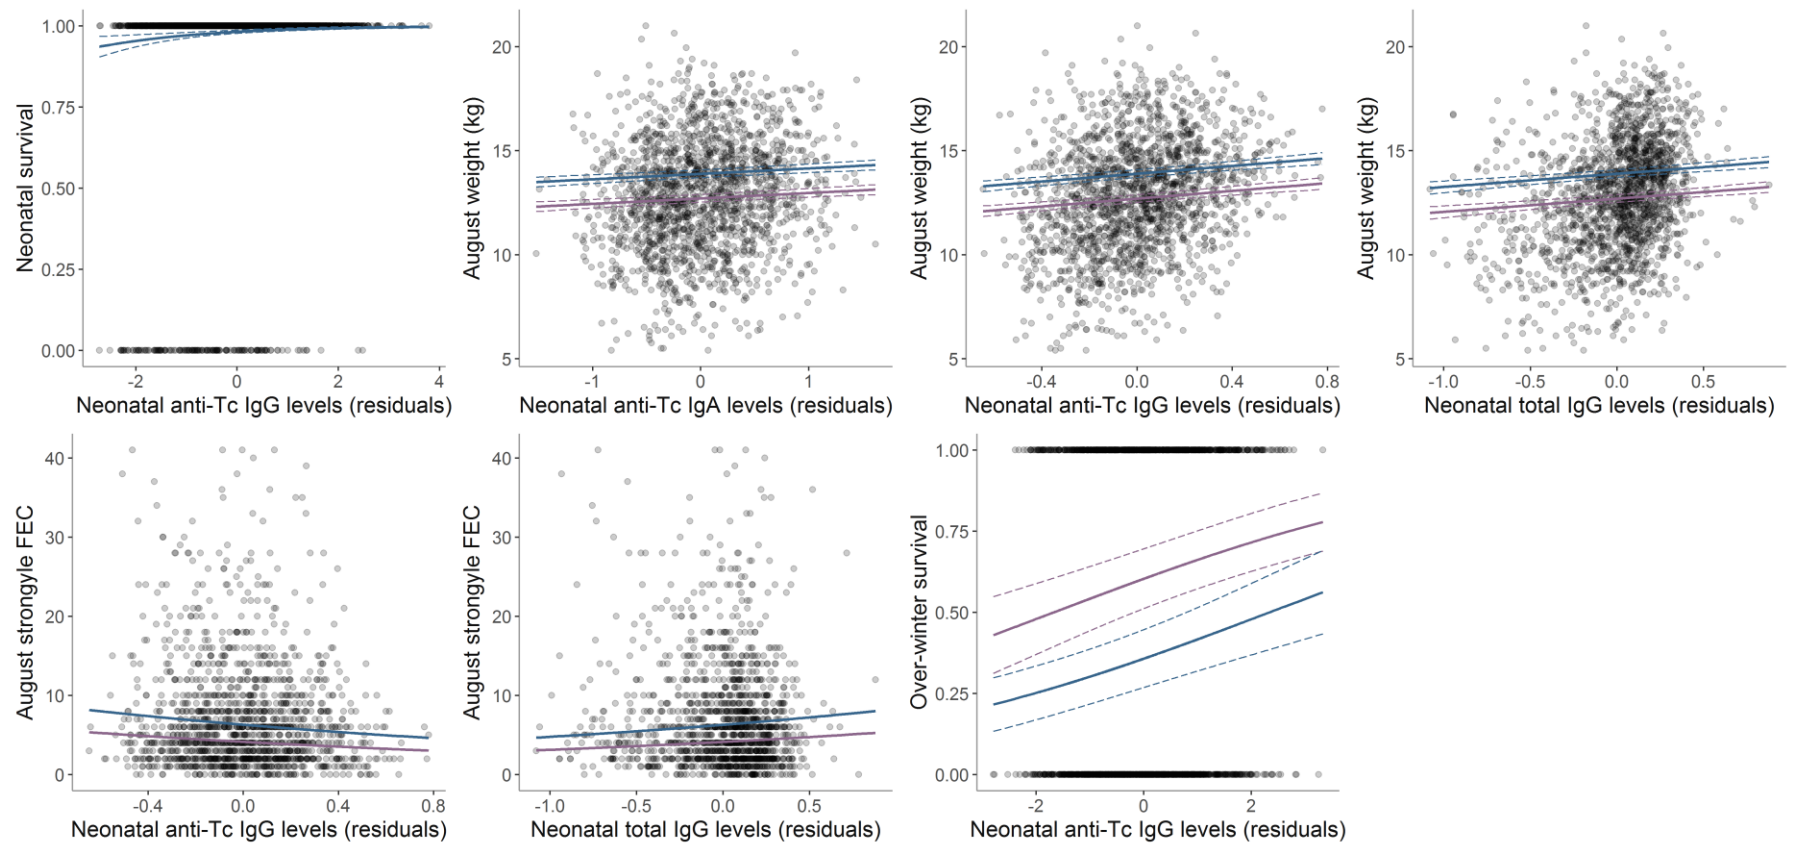 1.00
0.75
0.50
0.25
0.00
Neonatal survival
-2 0 2 4
Neonatal anti-Tc IgG levels (residuals)
20
15
10
5
August weight (kg)
-1 0 1
Neonatal anti-Tc IgA levels (residuals)
20
15
10
5
August weight (kg)
-0.4 0.0 0.4 0.8
Neonatal anti-Tc IgG levels (residuals)
20
15
10
5
August weight (kg)
-1.0 -0.5 0.0 0.5
Neonatal total IgG levels (residuals)
40
30
20
10
0
August strongyle FEC
-0.4 0.0 0.4 0.8
Neonatal anti-Tc IgG levels (residuals)
40
30
20
10
0
August strongyle FEC
-1.0 -0.5 0.0 0.5
Neonatal total IgG levels (residuals)
1.00
0.75
0.50
0.25
0.00
Over-winter survival
-2 0 2
Neonatal anti-Tc IgG levels (residuals)